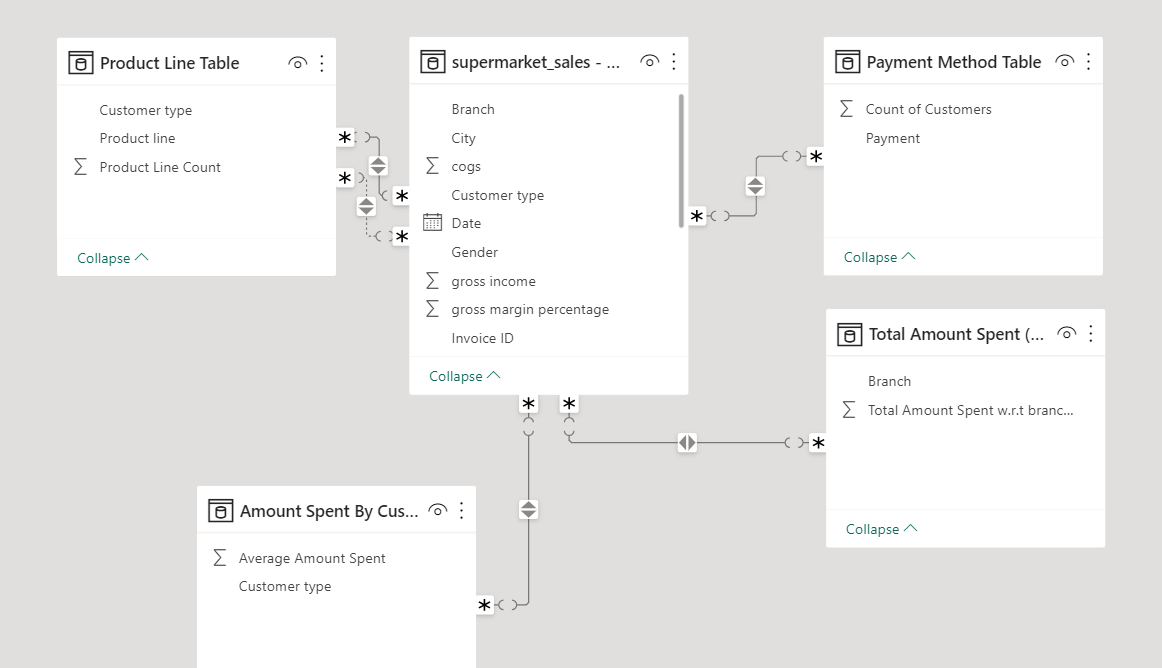 Product Line Table
Customer type
Product line
Product Line Count
Collapse
supermarket_sales - ...
Branch
City
cogs
Customer type
Date
Gender
gross income
gross margin percentage
Invoice ID
Collapse
Payment Method Table
Count of Customers
Payment
Collapse
Total Amount Spent (...
Branch
Total Amount Spent w.r.t branc...
Collapse
Amount Spent By Cus...
Average Amount Spent
Customer type